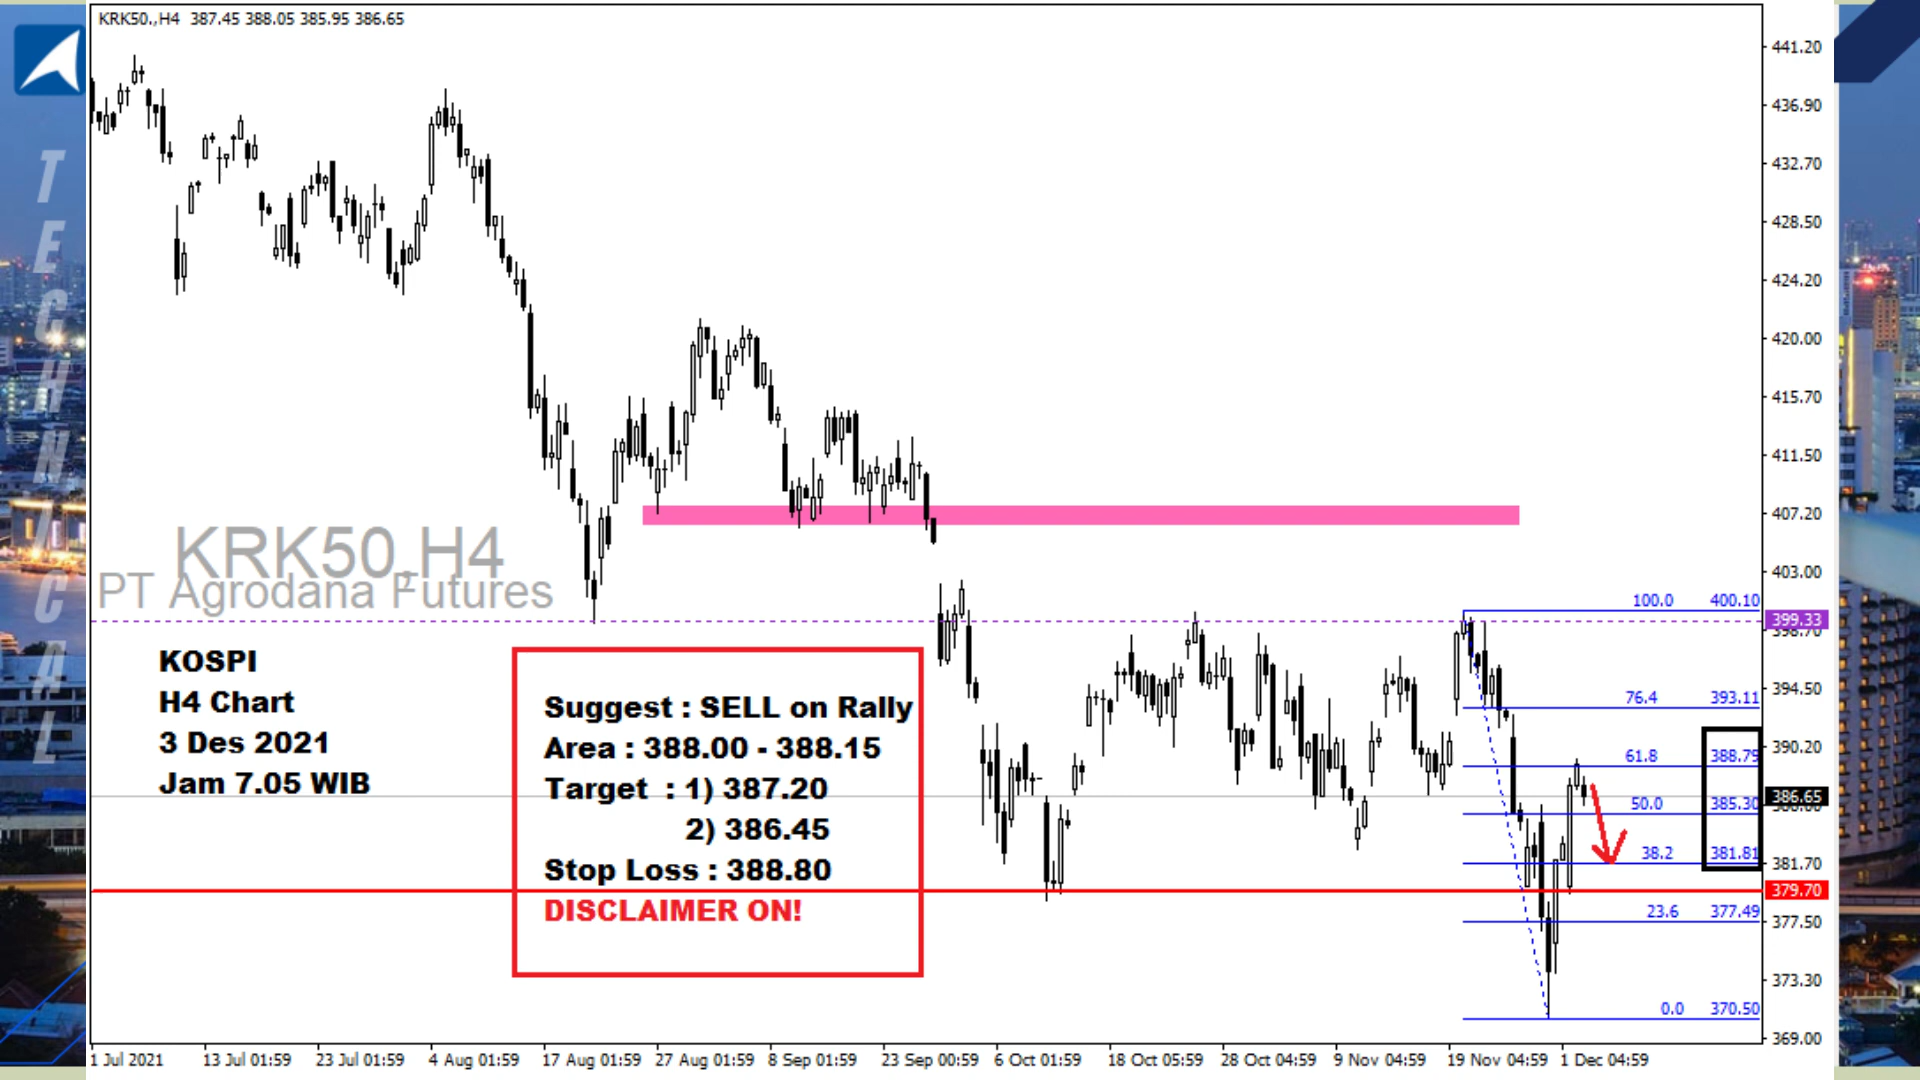 KRK50.,H4 387.45 388.05 385.95 386.65
TECHNICAL
KRK50.,H4
PT Agrodana Futures
KOSPI
H4 Chart
3 Des 2021
Jam 7.05 WIB
Suggest : SELL on Rally
Area : 388.00 - 388.15
Target : 1) 387.20
2) 386.45
Stop Loss : 388.80
DISCLAIMER ON!
100.0 400.10
76.4 393.11
61.8 388.79
50.0 385.30
38.2 381.81
23.6 377.49
0.0 370.50
441.20
436.90
432.70
428.50
424.20
420.00
415.70
411.50
407.20
403.00
399.33
394.50
390.20
386.65
381.70
379.70
377.50
373.30
369.00
1 Jul 2021 13 Jul 01:59 23 Jul 01:59 4 Aug 01:59 17 Aug 01:59 27 Aug 01:59 8 Sep 01:59 23 Sep 00:59 6 Oct 01:59 18 Oct 05:59 28 Oct 04:59 9 Nov 04:59 19 Nov 04:59 1 Dec 04:59